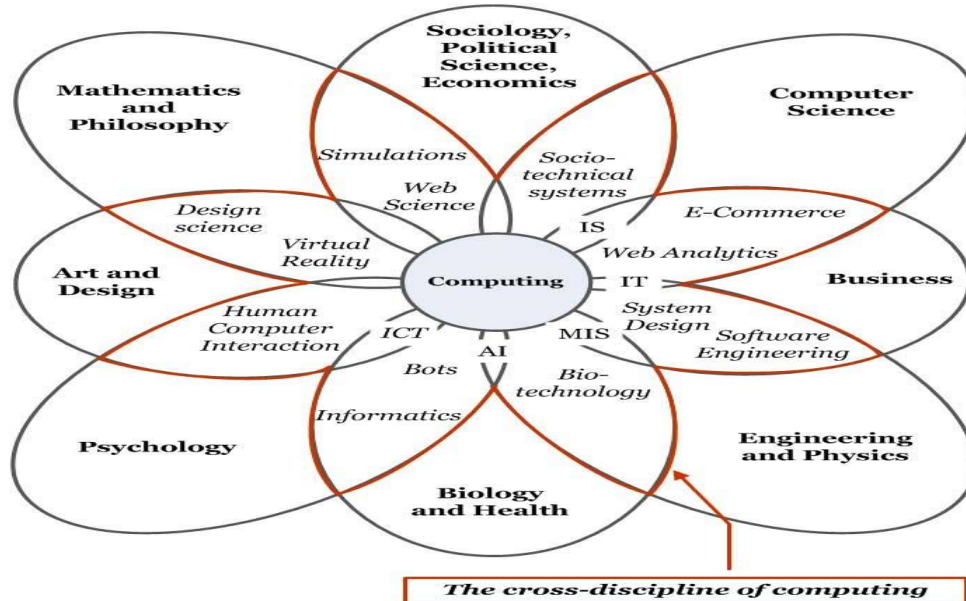 Sociology,
Political
Science,
Economics
Mathematics
and
Philosophy
Computer
Science
Simulations
Socio-
technical
systems
Web
Science
Design
science
E-Commerce
IS
Virtual
Reality
Web Analytics
Art and
Design
Computing
IT
Business
Human
Computer
Interaction
ICT
AI
MIS
System
Design
Software
Engineering
Bots
Bio-
technology
Informatics
Psychology
Engineering
and Physics
Biology
and Health
The cross-discipline of computing